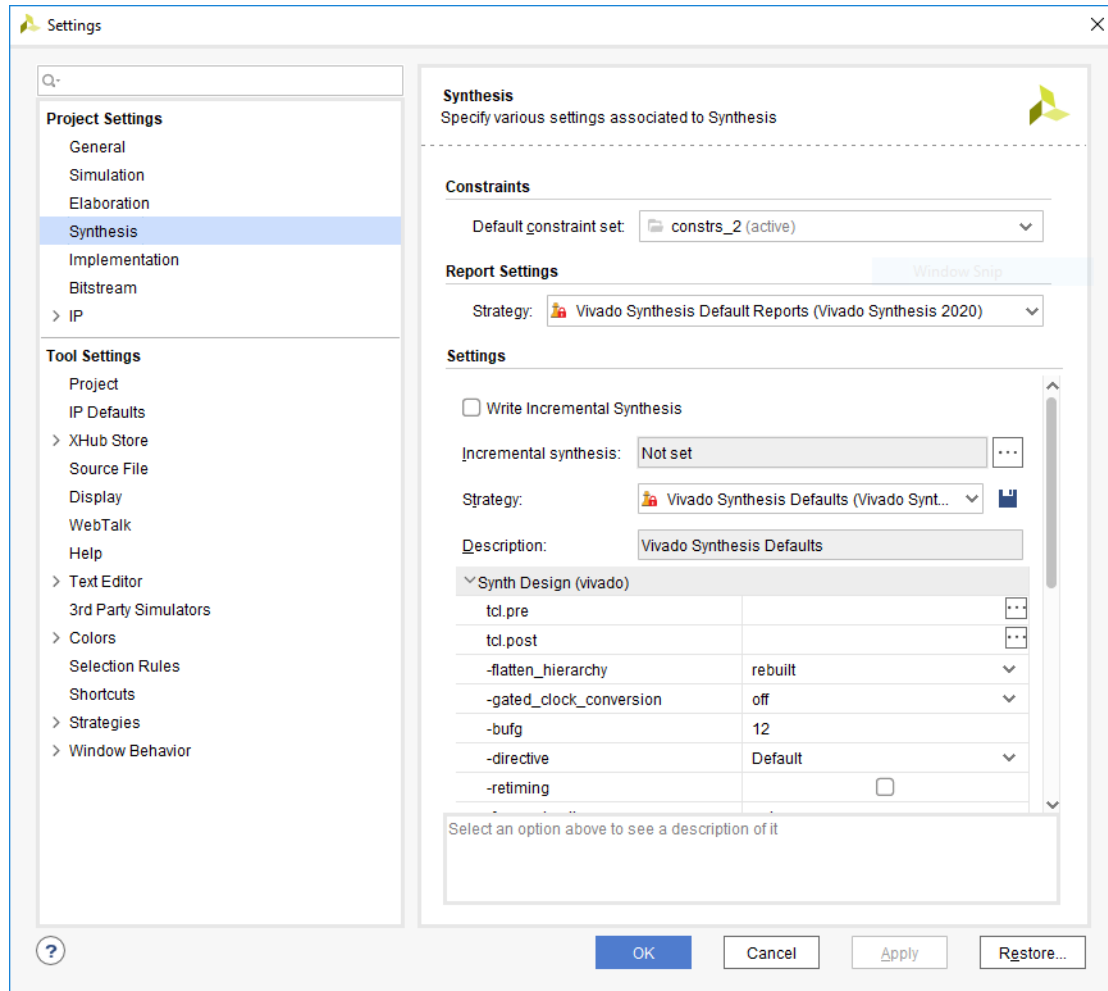 Settings
Project Settings
General
Simulation
Elaboration
Synthesis
Implementation
Bitstream
IP
Tool Settings
Project
IP Defaults
XHub Store
Source File
Display
WebTalk
Help
Text Editor
3rd Party Simulators
Colors
Selection Rules
Shortcuts
Strategies
Window Behavior
Synthesis
Specify various settings associated to Synthesis
Constraints
Default constraint set: constrs_2 (active)
Report Settings
Window Snip
Strategy: Vivado Synthesis Default Reports (Vivado Synthesis 2020)
Settings
Write Incremental Synthesis
Incremental synthesis: Not set ...
Strategy: Vivado Synthesis Defaults (Vivado Synt...
Description: Vivado Synthesis Defaults
Synth Design (vivado)
tcl.pre ...
tcl.post ...
-flatten_hierarchy rebuilt
-gated_clock_conversion off
-bufg 12
-directive Default
-retiming
Select an option above to see a description of it
? OK Cancel Apply Restore...